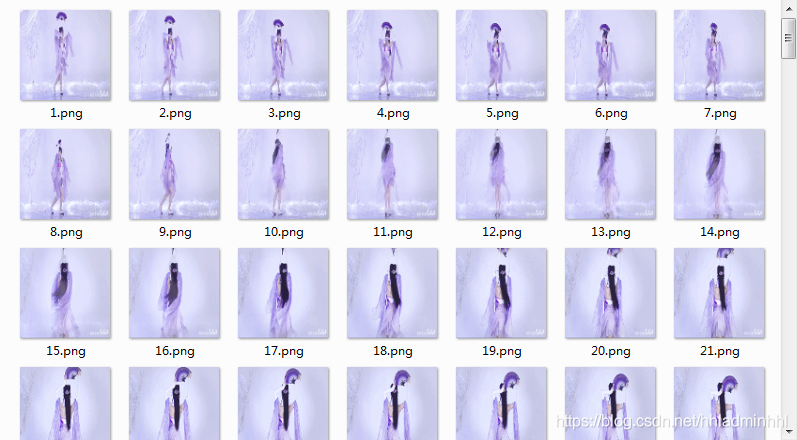 1.png 2.png 3.png 4.png 5.png 6.png 7.png
8.png 9.png 10.png 11.png 12.png 13.png 14.png
15.png 16.png 17.png 18.png 19.png 20.png 21.png
https://blog.csdn.net/hhladminhhl